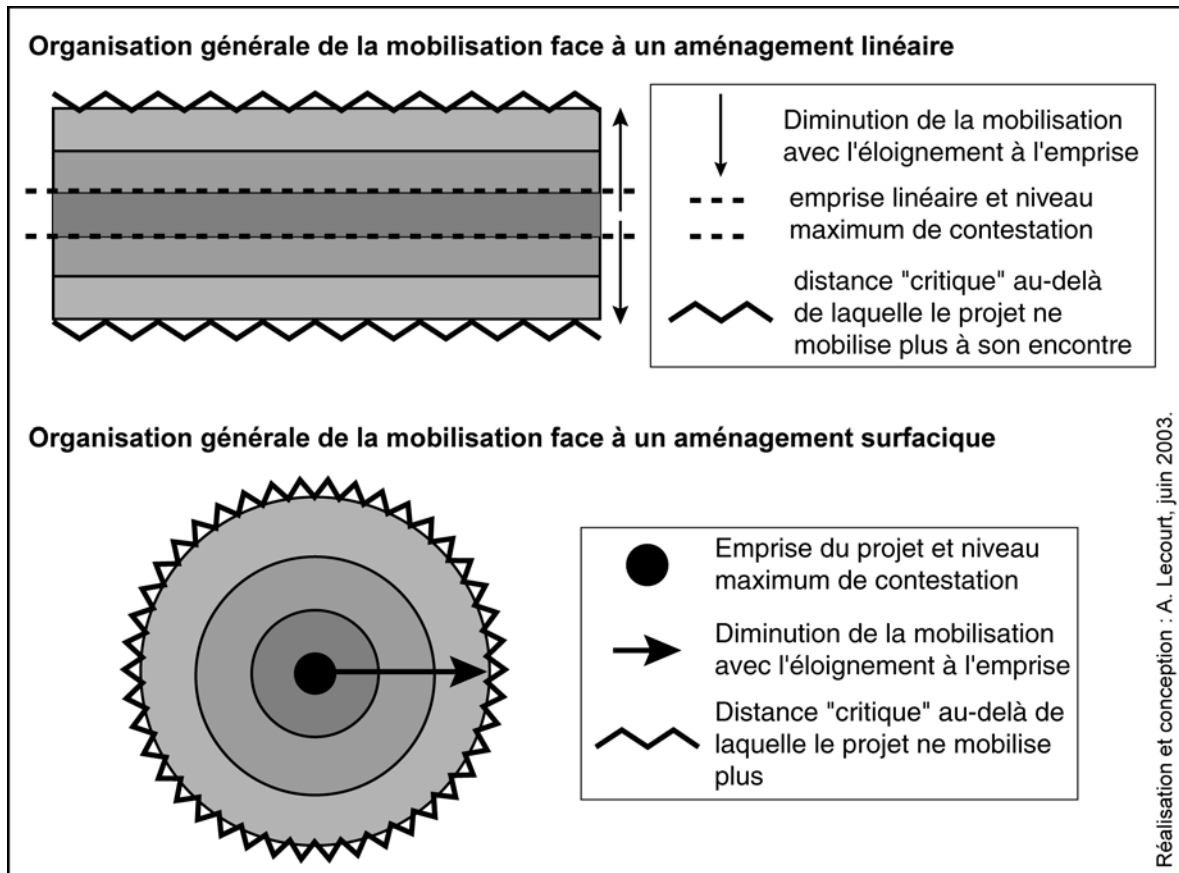 Organisation générale de la mobilisation face à un aménagement linéaire
Diminution de la mobilisation
avec l'éloignement à l'emprise
emprise linéaire et niveau
maximum de contestation
distance "critique" au-delà
de laquelle le projet ne
mobilise plus à son encontre
Organisation générale de la mobilisation face à un aménagement surfacique
Emprise du projet et niveau
maximum de contestation
Diminution de la mobilisation
avec l'éloignement à l'emprise
Distance "critique" au-delà de
laquelle le projet ne mobilise
plus
Réalisation et conception : A. Lecourt, juin 2003.